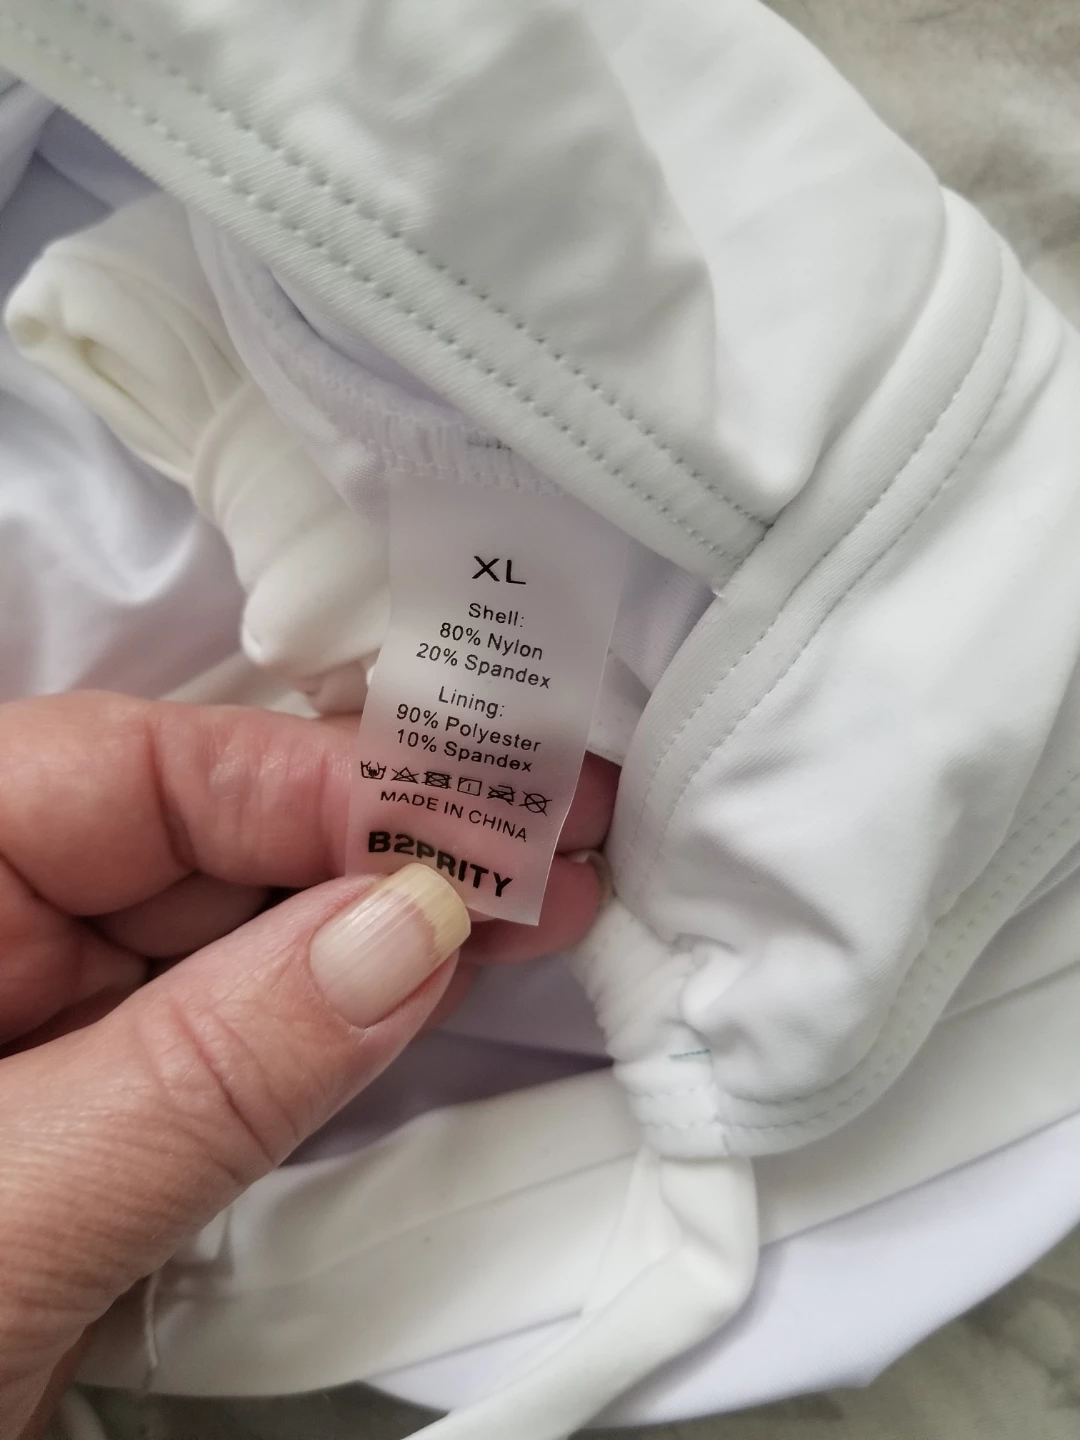 XL
Shell:
80% Nylon
20% Spandex
Lining:
90% Polyester
10% Spandex
MADE IN CHINA
B2PRITY